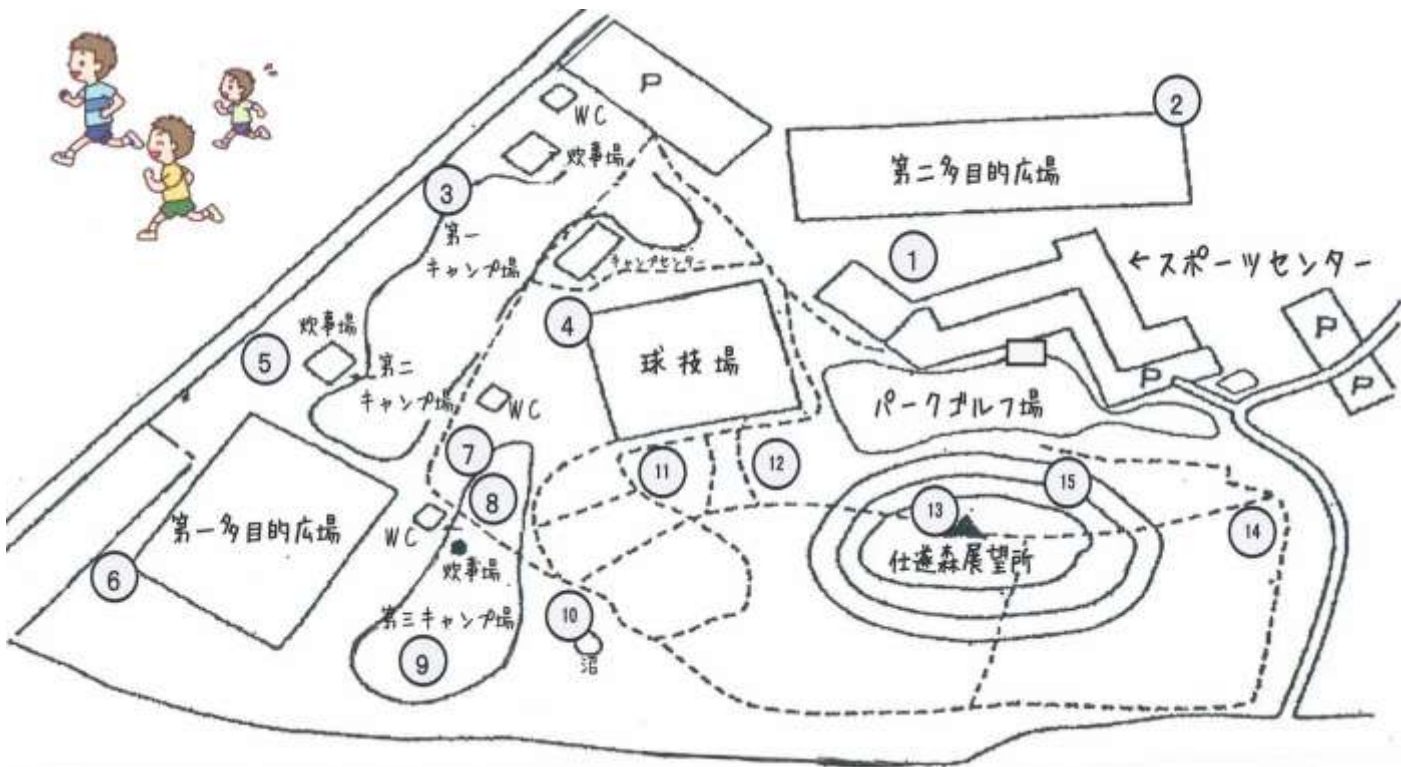 P
②
WC
炊事場
第二多目的広場
③
①
←スポーツセンター
第一
キャンプ場
キャンプセンター
④
炊事場
⑤
球技場
P
第二
キャンプ場
WC
パークゴルフ場
P
P
⑦
⑪
⑫
⑧
⑮
第一多目的広場
WC
⑬
⑭
炊事場
仕遂森展望所
⑥
第三キャンプ場
⑩
⑨
沼